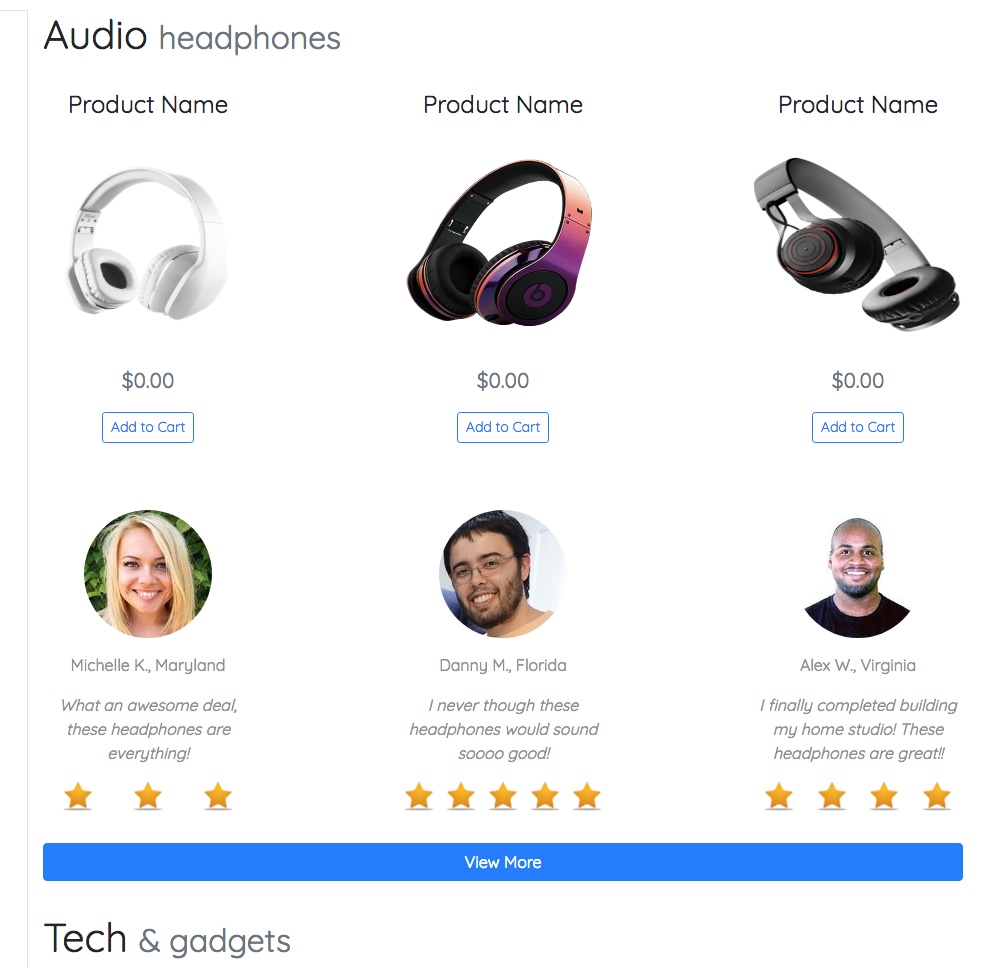 Audio headphones
Product Name
Product Name
Product Name
$0.00
$0.00
$0.00
Add to Cart
Add to Cart
Add to Cart
Michelle K., Maryland
What an awesome deal,
these headphones are
everything!
Danny M., Florida
I never though these
headphones would sound
soooo good!
Alex W., Virginia
I finally completed building
my home studio! These
headphones are great!!
View More
Tech & gadgets